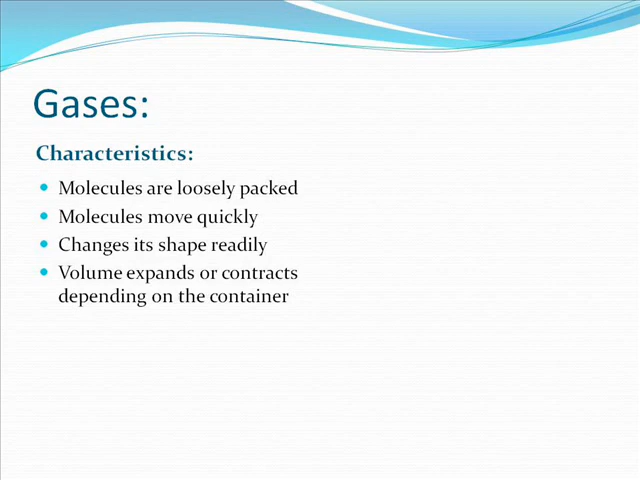 Gases:
Characteristics:
• Molecules are loosely packed
• Molecules move quickly
• Changes its shape readily
• Volume expands or contracts
depending on the container